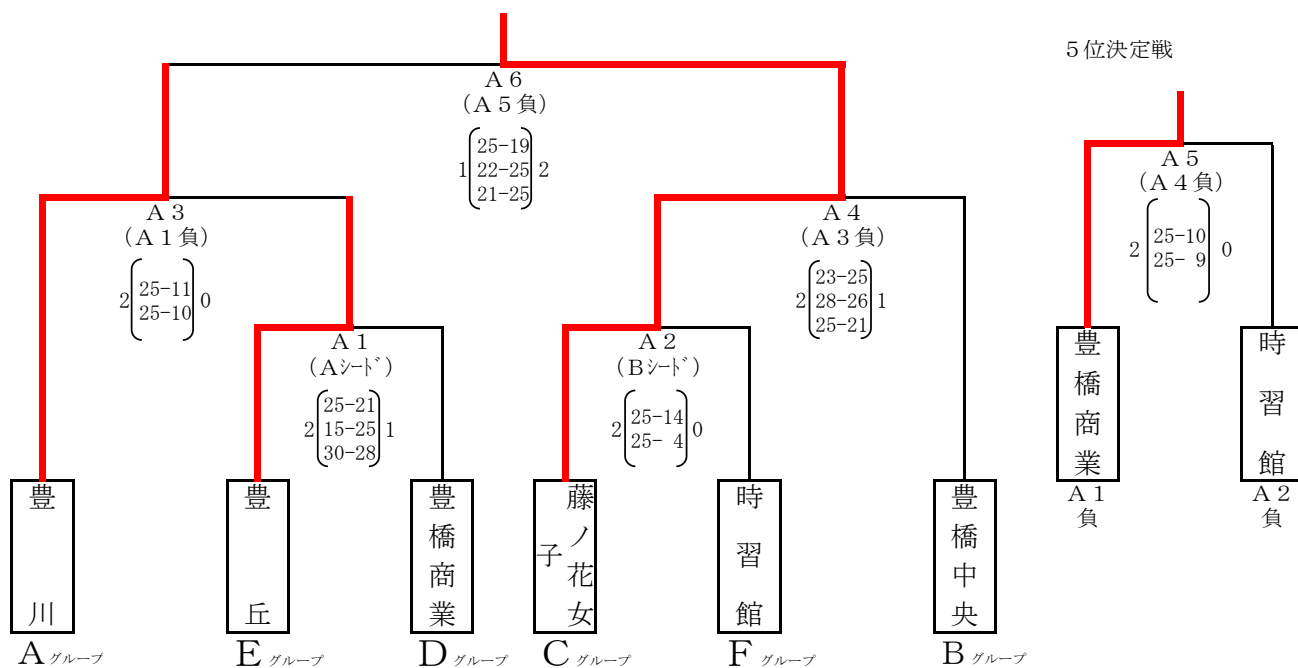 ５位決定戦
Ａ６
（Ａ５負）
1 25-19 2
22-25
21-25
Ａ５
（Ａ４負）
2 25-10 0
25- 9
Ａ３
（Ａ１負）
2 25-11 0
25-10
Ａ４
（Ａ３負）
23-25
2 28-26 1
25-21
Ａ１
（Aシード）
25-21
2 15-25 1
30-28
Ａ２
（Bシード）
2 25-14 0
25- 4
豊橋商業
時習館
Ａ１
負
Ａ２
負
豊川
豊丘
豊橋商業
藤ノ花女子
時習館
豊橋中央
Aグループ
Eグループ
Dグループ
Cグループ
Fグループ
Bグループ